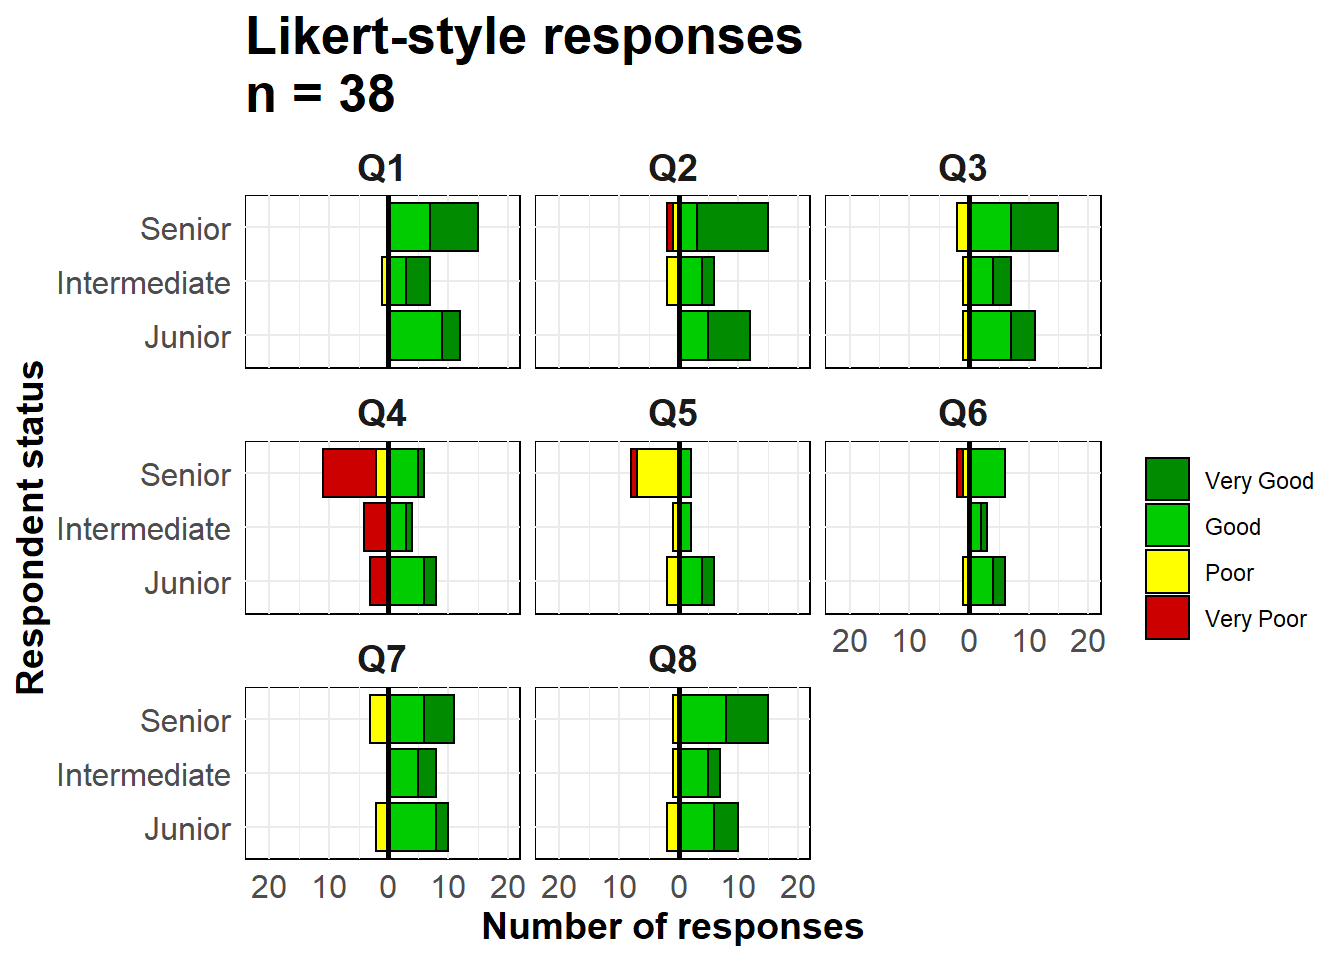 Likert-style responses
n = 38
Q1 Q2 Q3
Senior
Intermediate
Junior
Q4 Q5 Q6
Senior
Intermediate
Junior
20 10 0 10 20
Q7 Q8
Senior
Intermediate
Junior
20 10 0 10 20 20 10 0 10 20
Number of responses
Respondent status
Very Good
Good
Poor
Very Poor